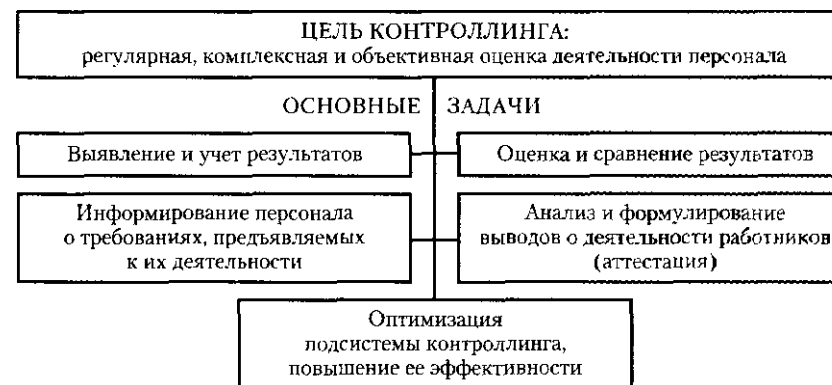 ЦЕЛЬ КОНТРОЛЛИНГА:
регулярная, комплексная и объективная оценка деятельности персонала
ОСНОВНЫЕ ЗАДАЧИ
Выявление и учет результатов
Оценка и сравнение результатов
Информирование персонала
о требованиях, предъявляемых
к их деятельности
Анализ и формулирование
выводов о деятельности работников
(аттестация)
Оптимизация
подсистемы контроллинга,
повышение ее эффективности